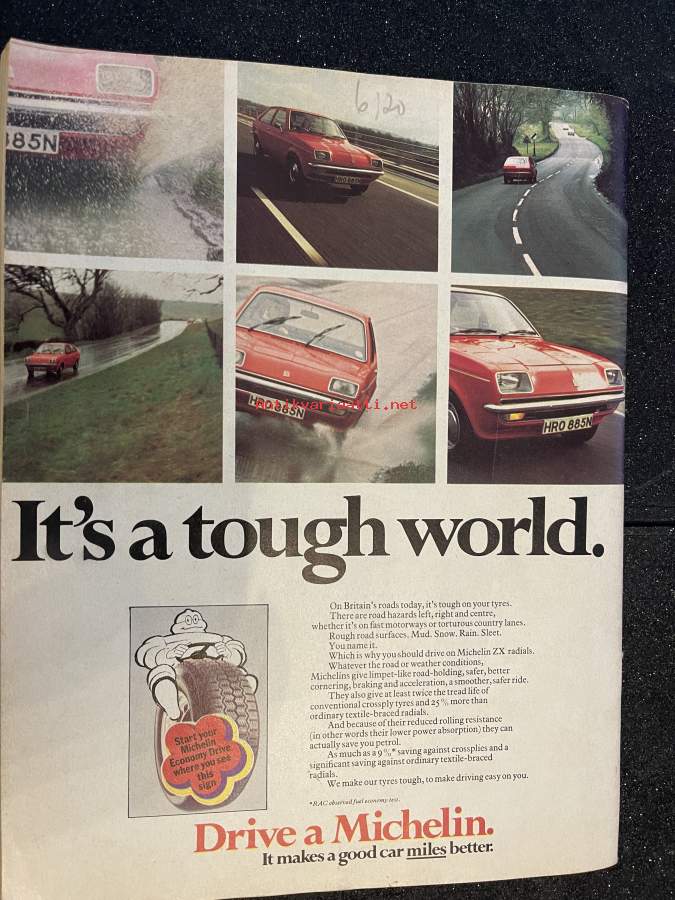 6/20
885N
HRO 885N
antikvariaatti.net
HRO 885N
HRO 885N
It's a tough world.
On Britain's roads today, it's tough on your tyres.
There are road hazards left, right and centre,
whether it's on fast motorways or torturous country lanes.
Rough road surfaces. Mud. Snow. Rain. Sleet.
You name it.
Which is why you should drive on Michelin ZX radials.
Whatever the road or weather conditions,
Michelins give limpet-like road-holding, safer, better
cornering, braking and acceleration, a smoother, safer ride.
They also give at least twice the tread life of
conventional crossply tyres and 25% more than
ordinary textile-braced radials.
And because of their reduced rolling resistance
(in other words their lower power absorption) they can
actually save you petrol.
As much as a 9%* saving against crossplies and a
significant saving against ordinary textile-braced
radials.
We make our tyres tough, to make driving easy on you.
*RAC observed fuel economy test.
Start your
Michelin
Economy Drive
where you see
this
sign
Drive a Michelin.
It makes a good car miles better.